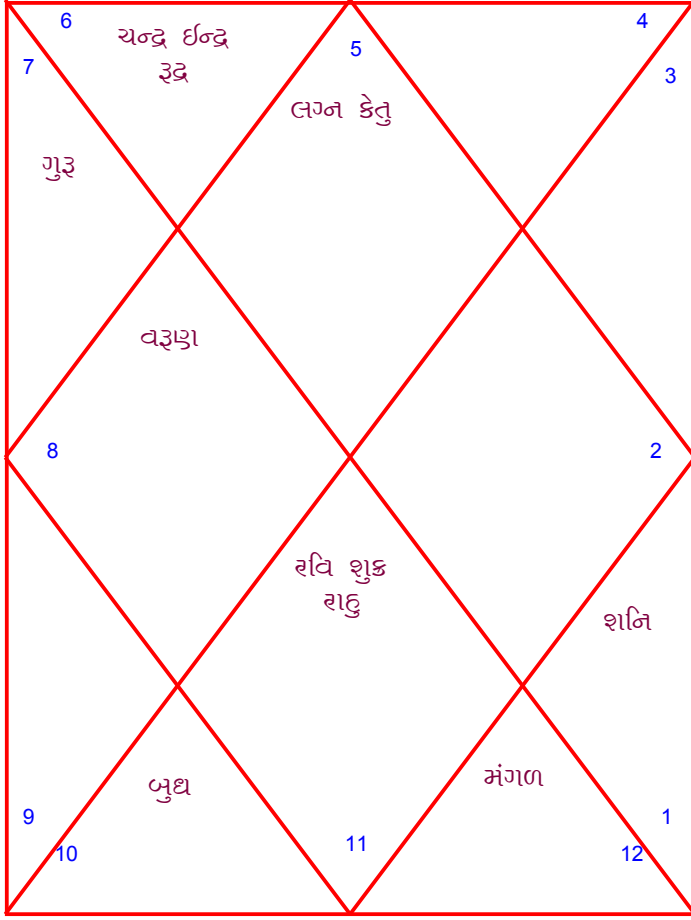 6
ચન્દ્ર ઈન્દ્ર
રૂદ્ર
5
4
7
3
લગ્ન કેતુ
ગુરૂ
વરૂણ
8
2
રવિ શુક્ર
રાહુ
શનિ
બુધ
મંગળ
9
1
10
11
12